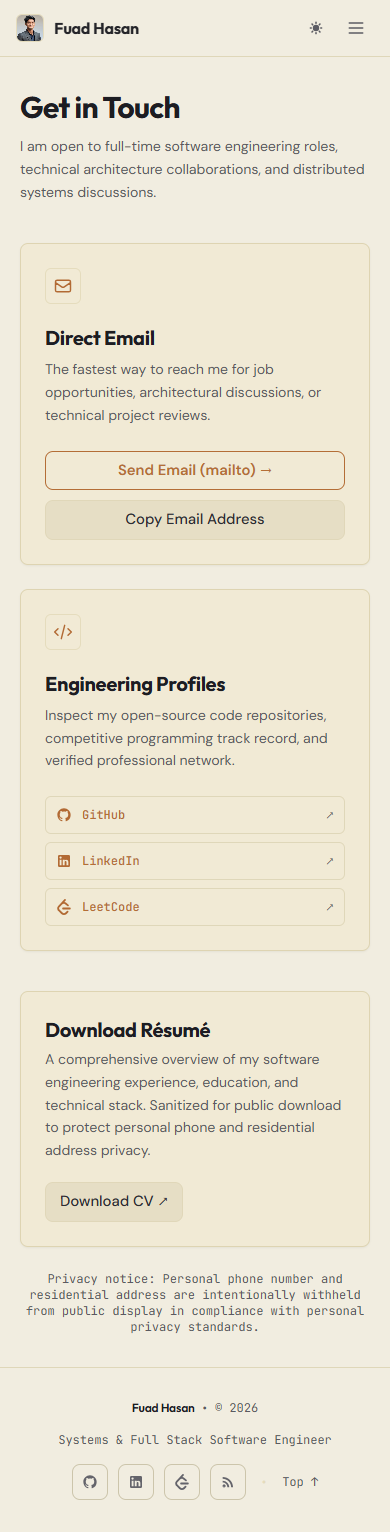 Fuad Hasan
Get in Touch
I am open to full-time software engineering roles,
technical architecture collaborations, and distributed
systems discussions.
Direct Email
The fastest way to reach me for job
opportunities, architectural discussions, or
technical project reviews.
Send Email (mailto) →
Copy Email Address
Engineering Profiles
Inspect my open-source code repositories,
competitive programming track record, and
verified professional network.
GitHub ↗
LinkedIn ↗
LeetCode ↗
Download Résumé
A comprehensive overview of my software
engineering experience, education, and
technical stack. Sanitized for public download
to protect personal phone and residential
address privacy.
Download CV ↗
Privacy notice: Personal phone number and
residential address are intentionally withheld
from public display in compliance with personal
privacy standards.
Fuad Hasan • © 2026
Systems & Full Stack Software Engineer
Top ↑